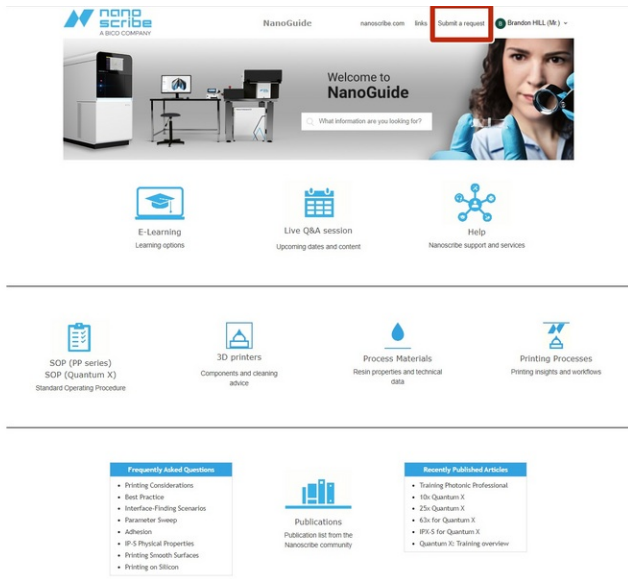 nano
scribe
A BICO COMPANY
NanoGuide
nanoscribe.com links Submit a request B Brandon HILL (Mr.)
Welcome to
NanoGuide
What information are you looking for?
E-Learning
Learning options
Live Q&A session
Upcoming dates and content
Help
Nanoscribe support and services
SOP (PP series)
SOP (Quantum X)
Standard Operating Procedure
3D printers
Components and cleaning
advice
Process Materials
Resin properties and technical
data
Printing Processes
Printing insights and workflows
Frequently Asked Questions
• Printing Considerations
• Best Practice
• Interface-Finding Scenarios
• Parameter Sweep
• Adhesion
• IP-S Physical Properties
• Printing Smooth Surfaces
• Printing on Silicon
Publications
Publication list from the
Nanoscribe community
Recently Published Articles
• Training Photonic Professional
• 10x Quantum X
• 25x Quantum X
• 63x for Quantum X
• IPX-S for Quantum X
• Quantum X: Training overview